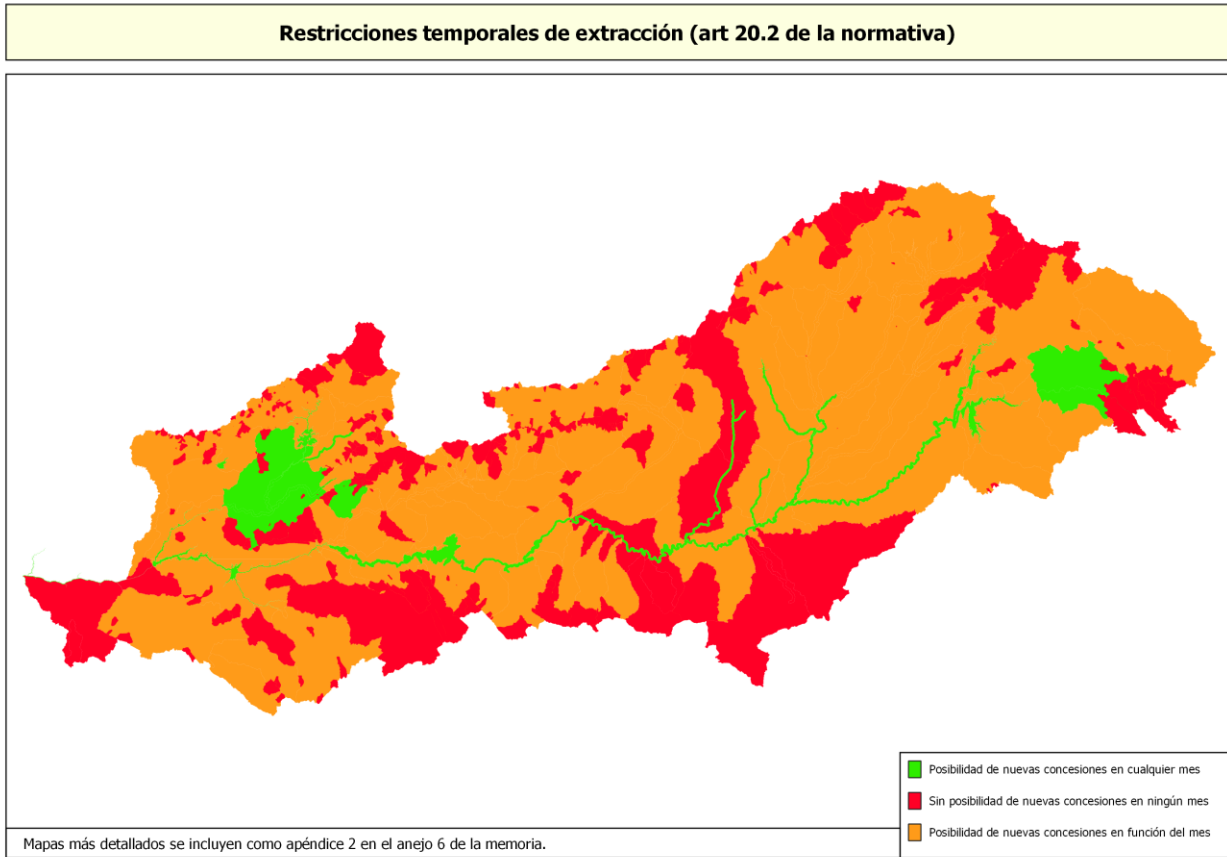 Restricciones temporales de extracción (art 20.2 de la normativa)
Posibilidad de nuevas concesiones en cualquier mes
Sin posibilidad de nuevas concesiones en ningún mes
Posibilidad de nuevas concesiones en función del mes
Mapas más detallados se incluyen como apéndice 2 en el anejo 6 de la memoria.